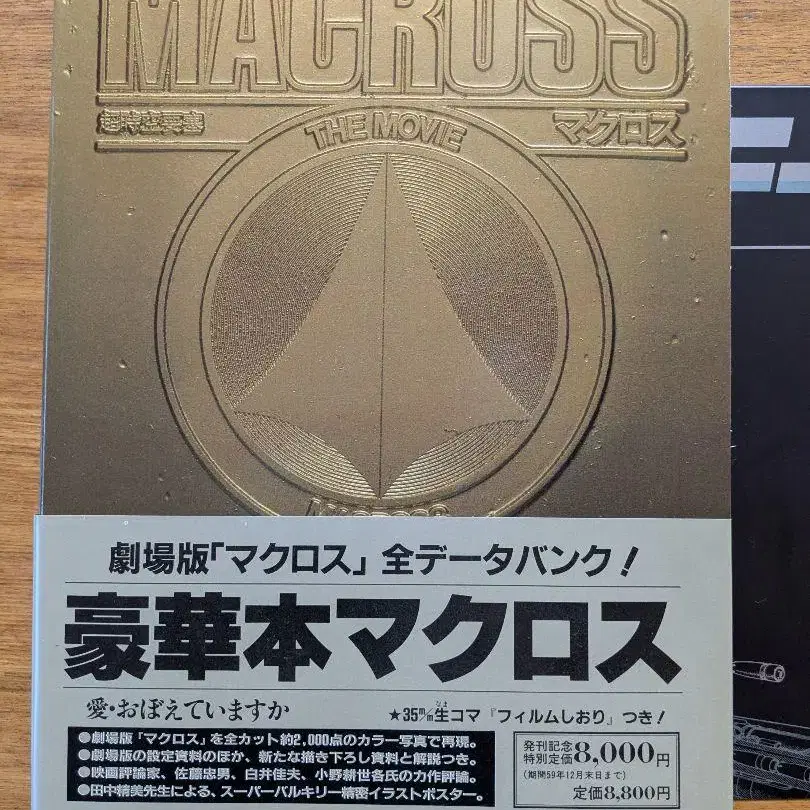 MACROSS
超時空要塞
マクロス
THE MOVIE
MACROSS
劇場版「マクロス」全データバンク!
豪華本マクロス
愛・おぼえていますか
★35m/m生コマ『フィルムしおり』つき!
●劇場版「マクロス」を全カット約2,000点のカラー写真で再現。
●劇場版の設定資料のほか、新たな描き下ろし資料と解説つき。
●映画評論家、佐藤忠男、白井佳夫、小野耕世各氏の力作評論。
●田中精美先生による、スーパーバルキリー精密イラストポスター。
発刊記念
特別定価8,000円
(期間59年12月末日まで)
定価8,800円